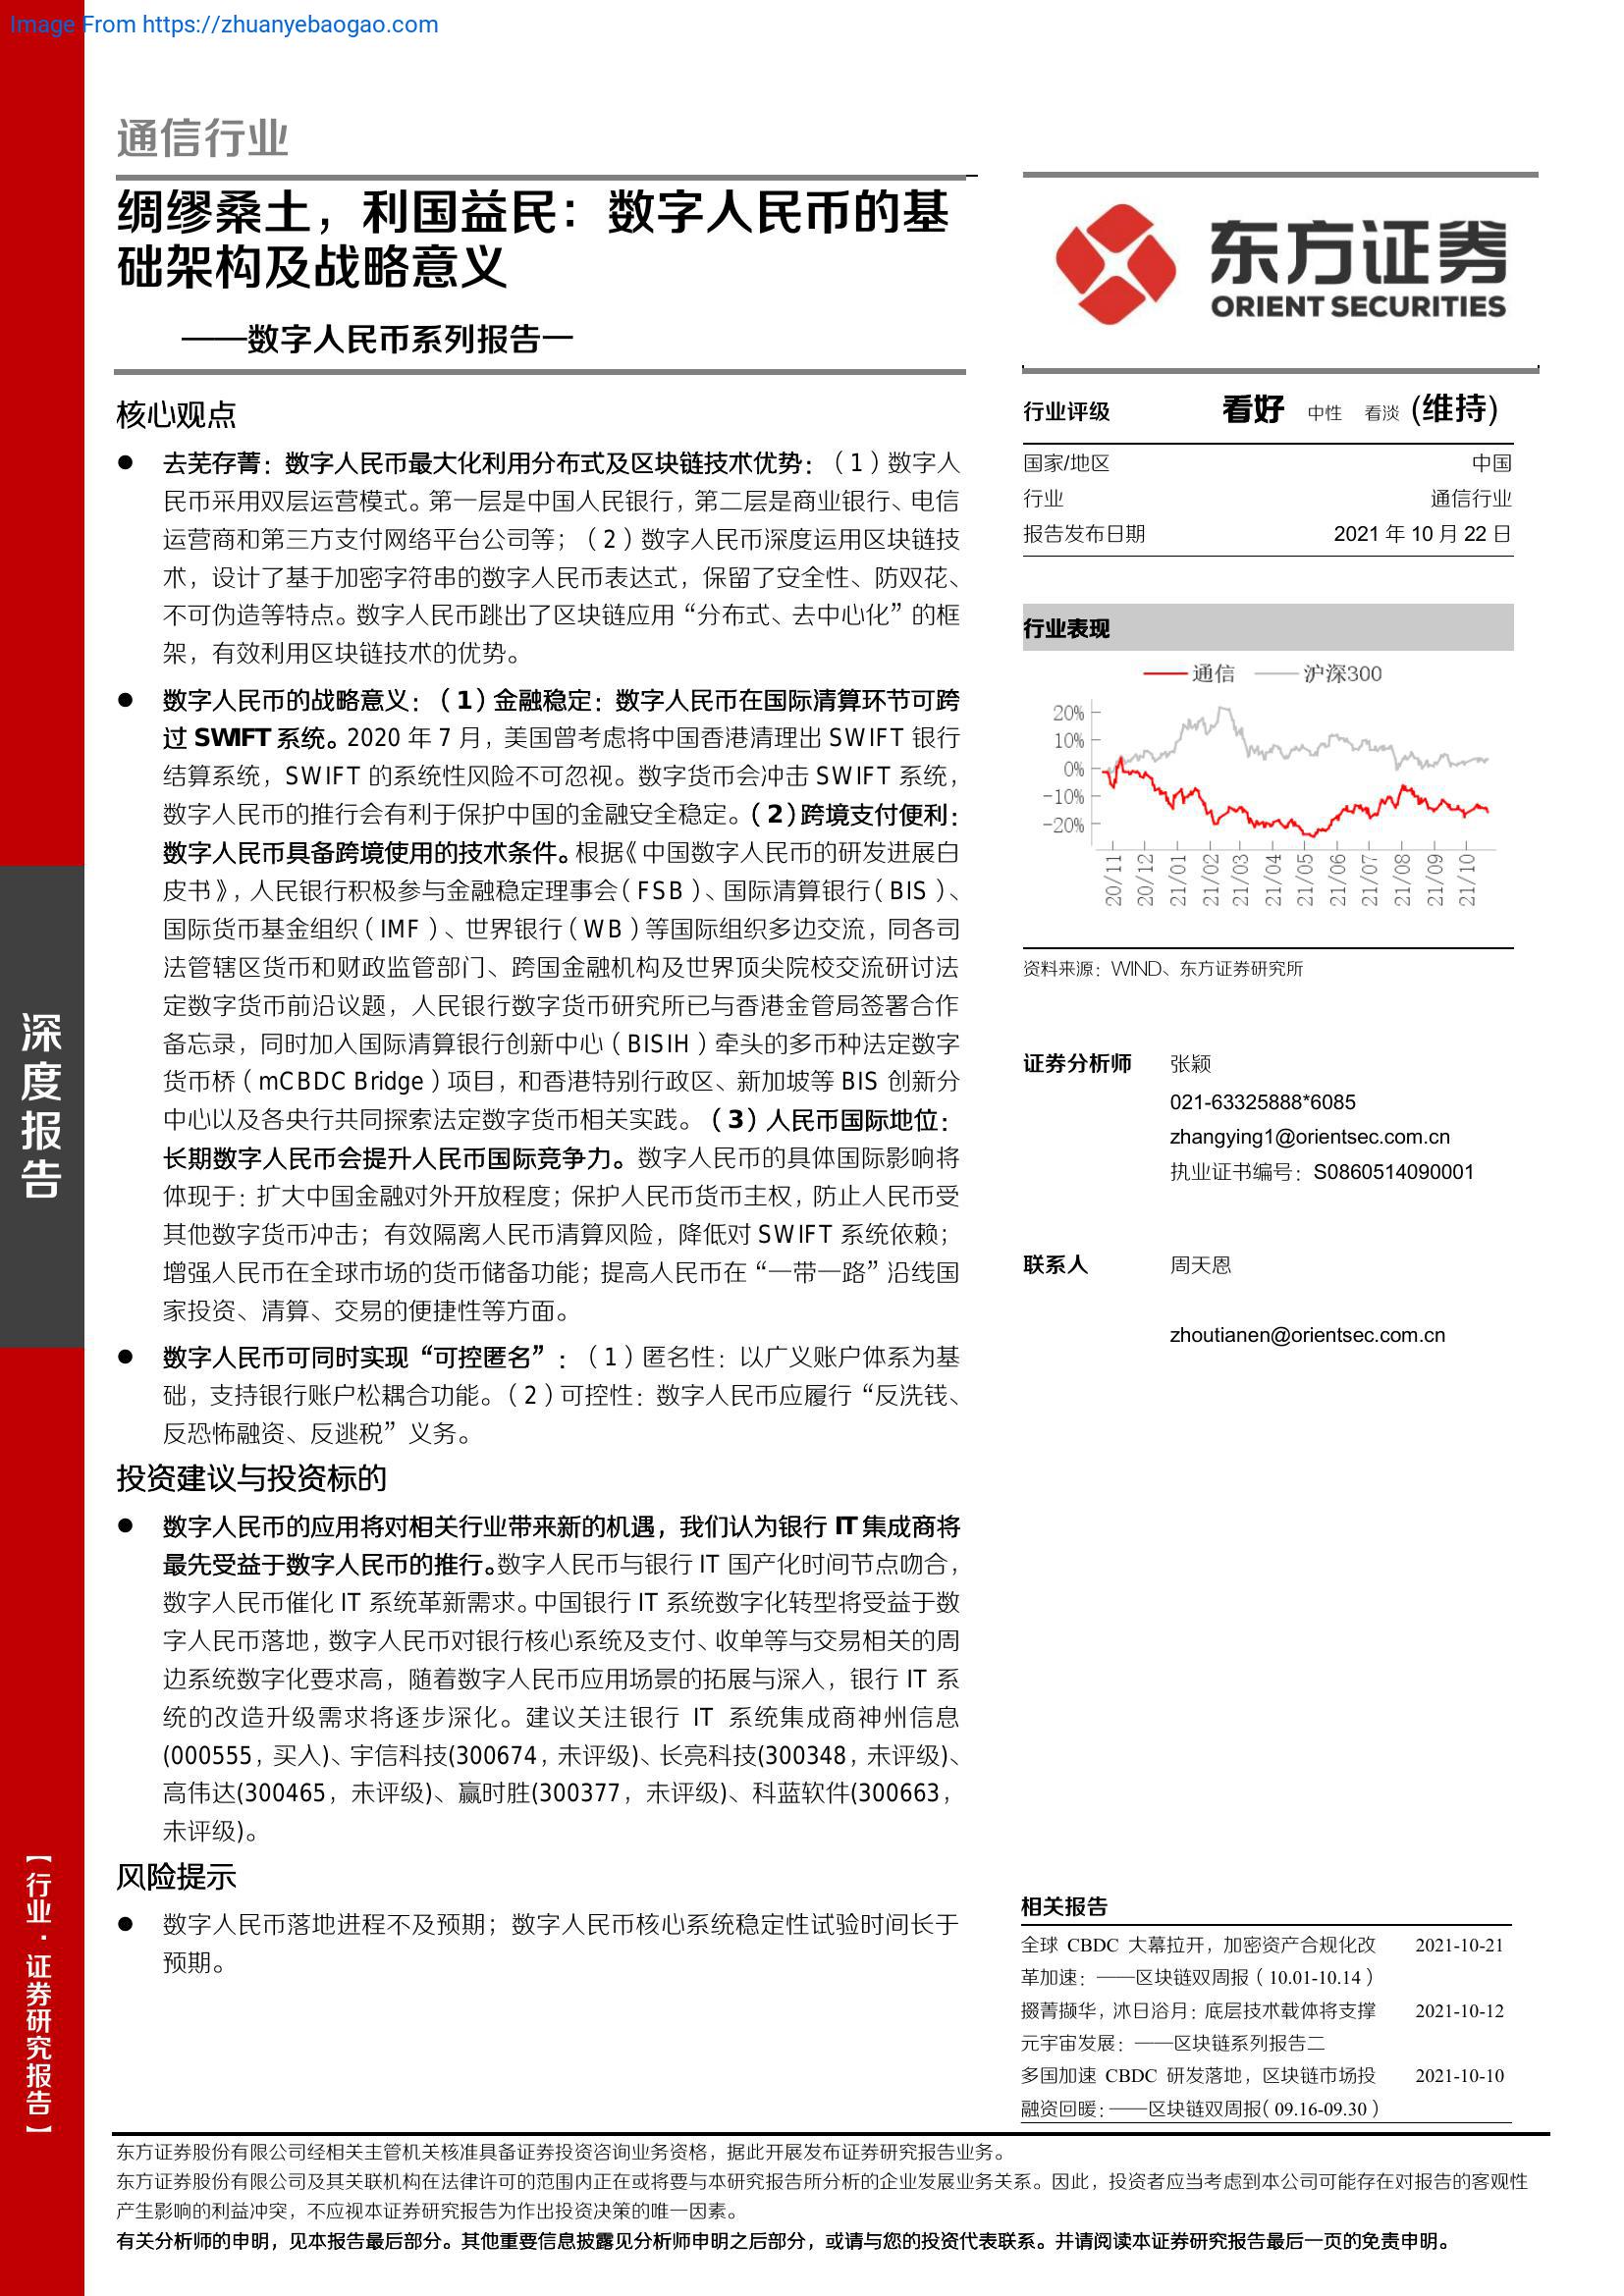 Image From https://zhuanyebaogao.com
通信行业
绸缪桑土，利国益民：数字人民币的基
础架构及战略意义
——数字人民币系列报告一
核心观点
● 去芜存菁：数字人民币最大化利用分布式及区块链技术优势：（1）数字人
民币采用双层运营模式。第一层是中国人民银行，第二层是商业银行、电信
运营商和第三方支付网络平台公司等；（2）数字人民币深度运用区块链技
术，设计了基于加密字符串的数字人民币表达式，保留了安全性、防双花、
不可伪造等特点。数字人民币跳出了区块链应用“分布式、去中心化”的框
架，有效利用区块链技术的优势。
● 数字人民币的战略意义：（1）金融稳定：数字人民币在国际清算环节可跨
过 SWIFT 系统。2020 年 7 月，美国曾考虑将中国香港清理出 SWIFT 银行
结算系统，SWIFT 的系统性风险不可忽视。数字货币会冲击 SWIFT 系统，
数字人民币的推行会有利于保护中国的金融安全稳定。（2）跨境支付便利：
数字人民币具备跨境使用的技术条件。根据《中国数字人民币的研发进展白
皮书》，人民银行积极参与金融稳定理事会（FSB）、国际清算银行（BIS）、
国际货币基金组织（IMF）、世界银行（WB）等国际组织多边交流，同各司
法管辖区货币和财政监管部门、跨国金融机构及世界顶尖院校交流研讨法
定数字货币前沿议题，人民银行数字货币研究所已与香港金管局签署合作
备忘录，同时加入国际清算银行创新中心（BISIH）牵头的多币种法定数字
货币桥（mCBDC Bridge）项目，和香港特别行政区、新加坡等 BIS 创新分
中心以及各央行共同探索法定数字货币相关实践。（3）人民币国际地位：
长期数字人民币会提升人民币国际竞争力。数字人民币的具体国际影响将
体现于：扩大中国金融对外开放程度；保护人民币货币主权，防止人民币受
其他数字货币冲击；有效隔离人民币清算风险，降低对 SWIFT 系统依赖；
增强人民币在全球市场的货币储备功能；提高人民币在“一带一路”沿线国
家投资、清算、交易的便捷性等方面。
● 数字人民币可同时实现“可控匿名”：（1）匿名性：以广义账户体系为基
础，支持银行账户松耦合功能。（2）可控性：数字人民币应履行“反洗钱、
反恐怖融资、反逃税”义务。
投资建议与投资标的
● 数字人民币的应用将对相关行业带来新的机遇，我们认为银行 IT 集成商将
最先受益于数字人民币的推行。数字人民币与银行 IT 国产化时间节点吻合，
数字人民币催化 IT 系统革新需求。中国银行 IT 系统数字化转型将受益于数
字人民币落地，数字人民币对银行核心系统及支付、收单等与交易相关的周
边系统数字化要求高，随着数字人民币应用场景的拓展与深入，银行 IT 系
统的改造升级需求将逐步深化。建议关注银行 IT 系统集成商神州信息
(000555，买入)、宇信科技(300674，未评级)、长亮科技(300348，未评级)、
高伟达(300465，未评级)、赢时胜(300377，未评级)、科蓝软件(300663，
未评级)。
风险提示
● 数字人民币落地进程不及预期；数字人民币核心系统稳定性试验时间长于
预期。
东方证券
ORIENT SECURITIES
行业评级 看好 中性 看淡 (维持)
国家/地区 中国
行业 通信行业
报告发布日期 2021 年 10 月 22 日
行业表现
通信 沪深300
20%
10%
0%
-10%
-20%
20/11 20/12 21/01 21/02 21/03 21/04 21/05 21/06 21/07 21/08 21/09 21/10
资料来源：WIND、东方证券研究所
证券分析师 张颖
021-63325888*6085
zhangying1@orientsec.com.cn
执业证书编号：S0860514090001
联系人 周天恩
zhoutianen@orientsec.com.cn
相关报告
全球 CBDC 大幕拉开，加密资产合规化改 2021-10-21
革加速：——区块链双周报（10.01-10.14）
掇菁撷华，沐日浴月：底层技术载体将支撑 2021-10-12
元宇宙发展：——区块链系列报告二
多国加速 CBDC 研发落地，区块链市场投 2021-10-10
融资回暖：——区块链双周报（09.16-09.30）
深度报告
【行业·证券研究报告】
东方证券股份有限公司经相关主管机关核准具备证券投资咨询业务资格，据此开展发布证券研究报告业务。
东方证券股份有限公司及其关联机构在法律许可的范围内正在或将要与本研究报告所分析的企业发展业务关系。因此，投资者应当考虑到本公司可能存在对报告的客观性
产生影响的利益冲突，不应视本证券研究报告为作出投资决策的唯一因素。
有关分析师的申明，见本报告最后部分。其他重要信息披露见分析师申明之后部分，或请与您的投资代表联系。并请阅读本证券研究报告最后一页的免责申明。